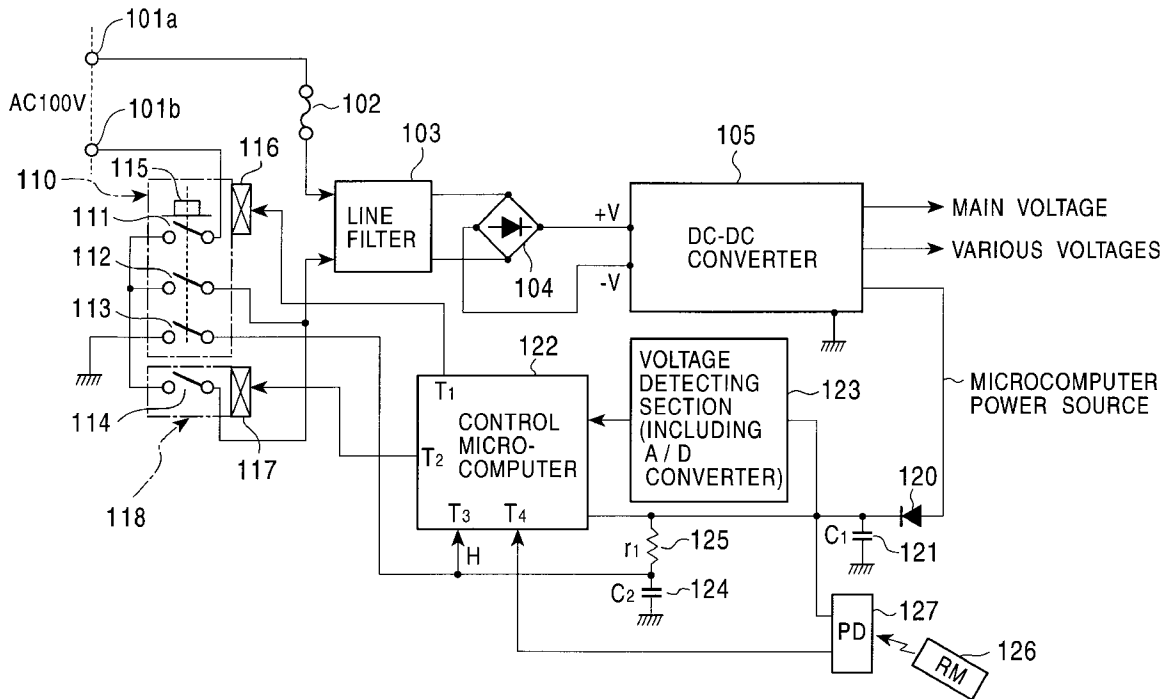 101a
AC100V
101b
102
103
105
116
115
110
111
112
113
LINE
FILTER
104
+V
-V
DC-DC
CONVERTER
MAIN VOLTAGE
VARIOUS VOLTAGES
122
114
117
118
T1
T2
T3
T4
CONTROL
MICRO-
COMPUTER
VOLTAGE
DETECTING
SECTION
(INCLUDING
A / D
CONVERTER)
123
MICROCOMPUTER
POWER SOURCE
120
C1
121
r1
125
H
C2
124
127
PD
RM
126